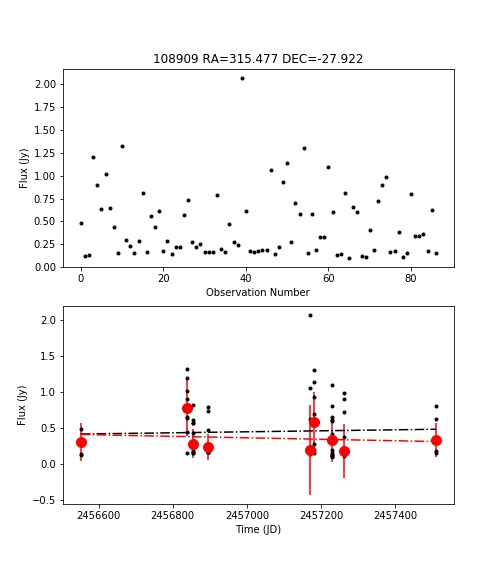 108909 RA=315.477 DEC=-27.922
2.00
1.75
1.50
1.25
1.00
0.75
0.50
0.25
0.00
Flux (Jy)
0 20 40 60 80
Observation Number
2.0
1.5
1.0
0.5
0.0
−0.5
Flux (Jy)
2456600 2456800 2457000 2457200 2457400
Time (JD)